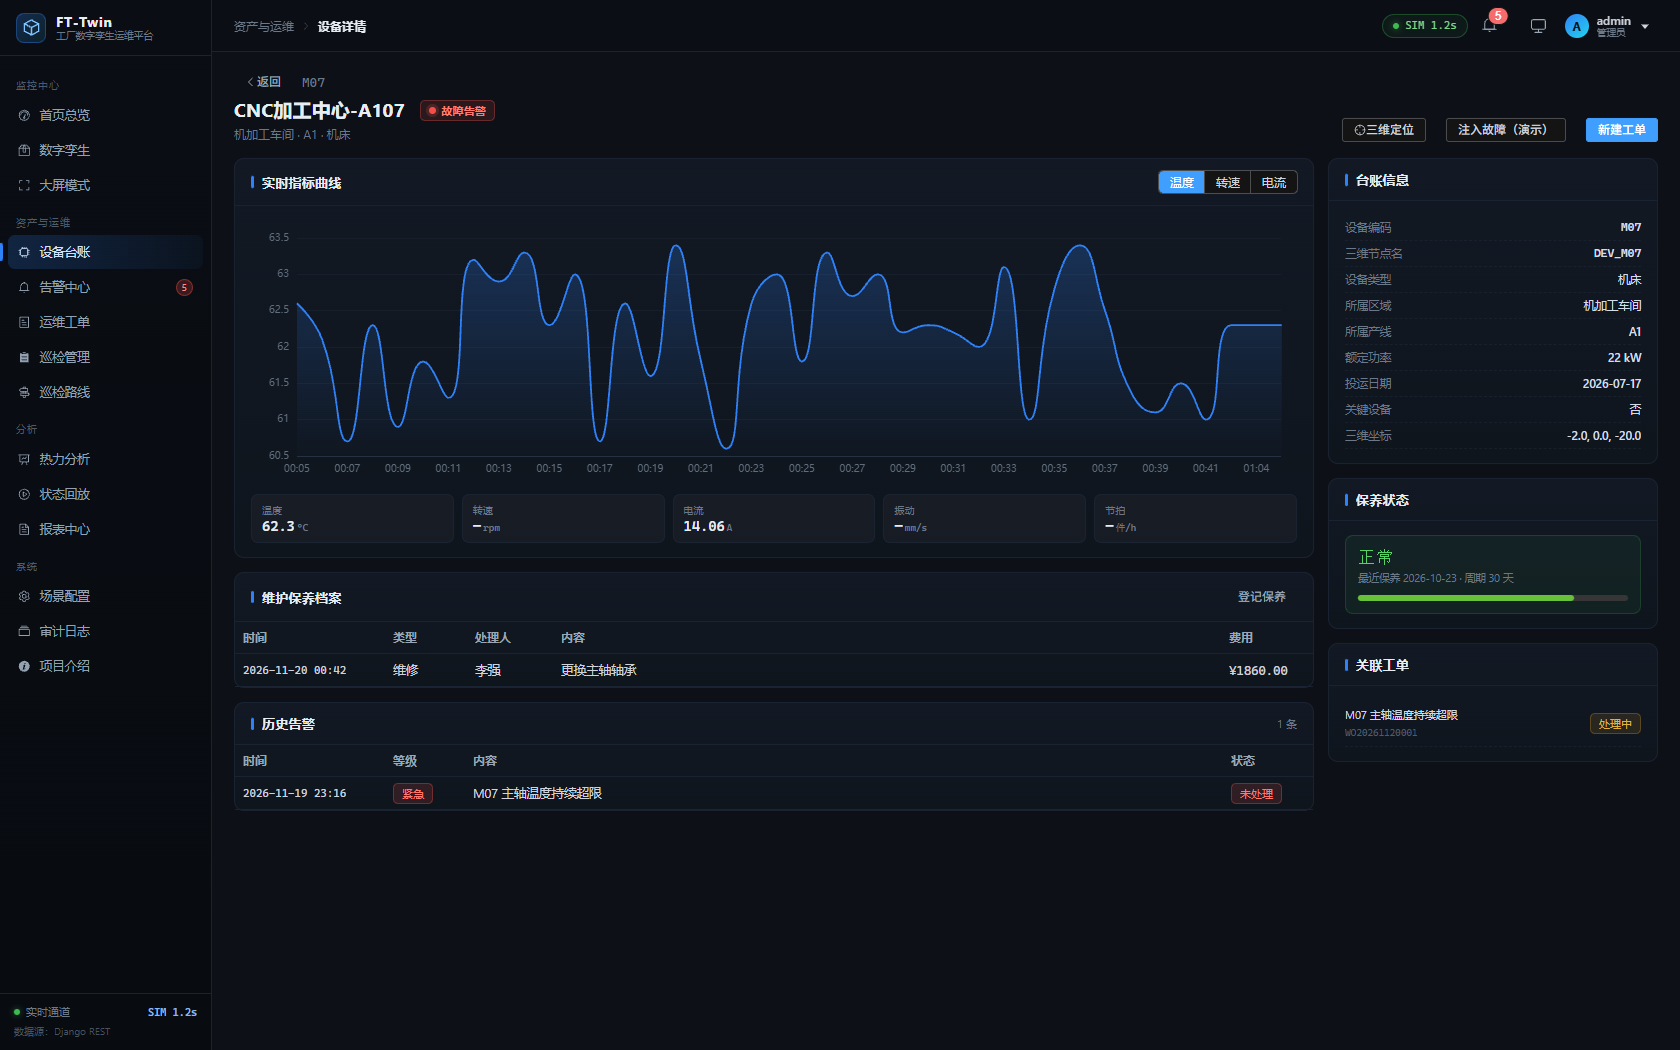 FT-Twin
工厂数字孪生运维平台
监控中心
首页总览
数字孪生
大屏模式
资产与运维
设备台账
告警中心
5
运维工单
巡检管理
巡检路线
分析
热力分析
状态回放
报表中心
系统
场景配置
审计日志
项目介绍
实时通道
SIM 1.2s
数据源: Django REST
资产与运维
设备详情
SIM 1.2s
5
A
admin
管理员
返回
M07
CNC加工中心-A107
故障告警
机加工车间 · A1 · 机床
三维定位
注入故障（演示）
新建工单
实时指标曲线
温度
转速
电流
63.5
63
62.5
62
61.5
61
60.5
00:05
00:07
00:09
00:11
00:13
00:15
00:17
00:19
00:21
00:23
00:25
00:27
00:29
00:31
00:33
00:35
00:37
00:39
00:41
01:04
温度
62.3 °C
转速
— rpm
电流
14.06 A
振动
— mm/s
节拍
— 件/h
维护保养档案
登记保养
时间 类型 处理人 内容 费用
2026-11-20 00:42 维修 李强 更换主轴轴承 ¥1860.00
历史告警
1 条
时间 等级 内容 状态
2026-11-19 23:16 紧急 M07 主轴温度持续超限 未处理
台账信息
设备编码 M07
三维节点名 DEV_M07
设备类型 机床
所属区域 机加工车间
所属产线 A1
额定功率 22 kW
投运日期 2026-07-17
关键设备 否
三维坐标 -2.0, 0.0, -20.0
保养状态
正常
最近保养 2026-10-23 · 周期 30 天
关联工单
M07 主轴温度持续超限
WO20261120001
处理中